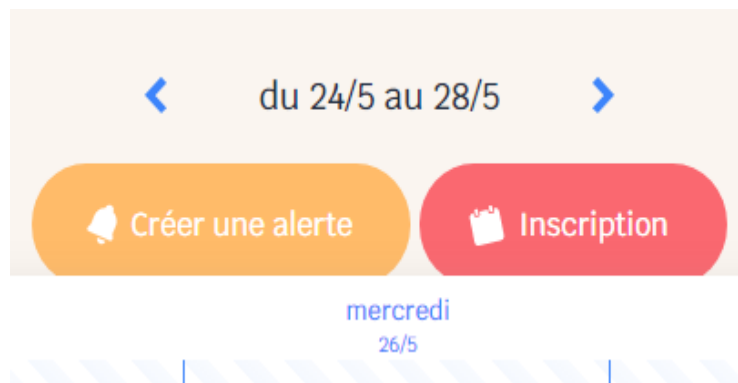 du 24/5 au 28/5
Créer une alerte
Inscription
mercredi
26/5